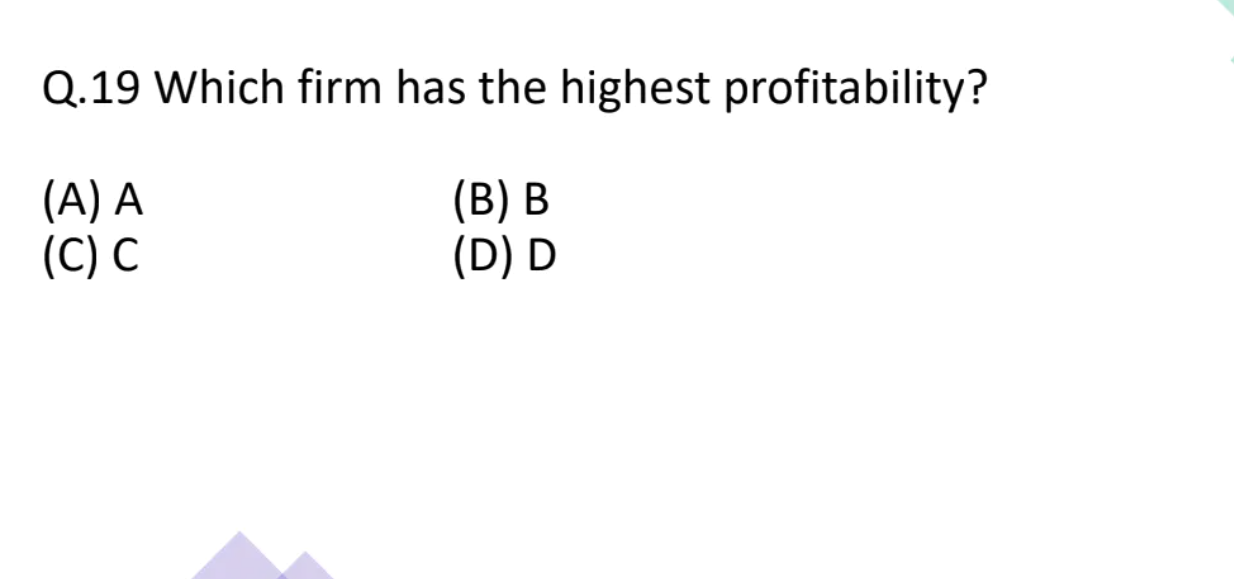 Q.19 Which firm has the highest profitability?
(A) A (B) B
(C) C (D) D